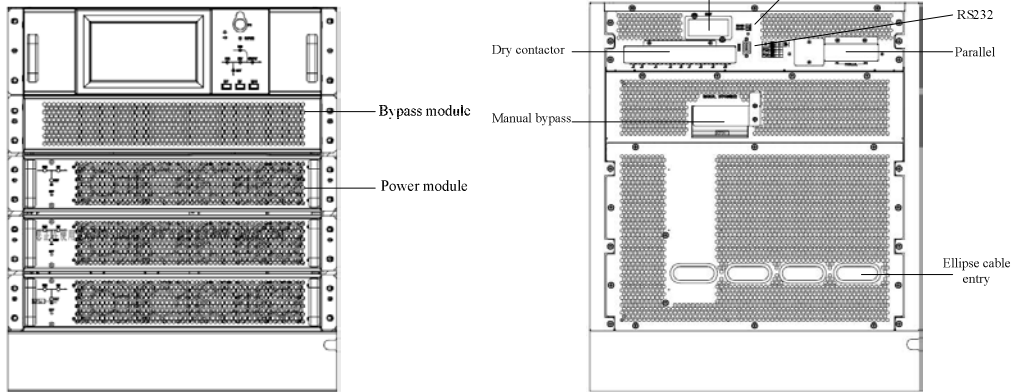 Bypass module
Power module
RS232
Dry contactor
Parallel
Manual bypass
Ellipse cable
entry